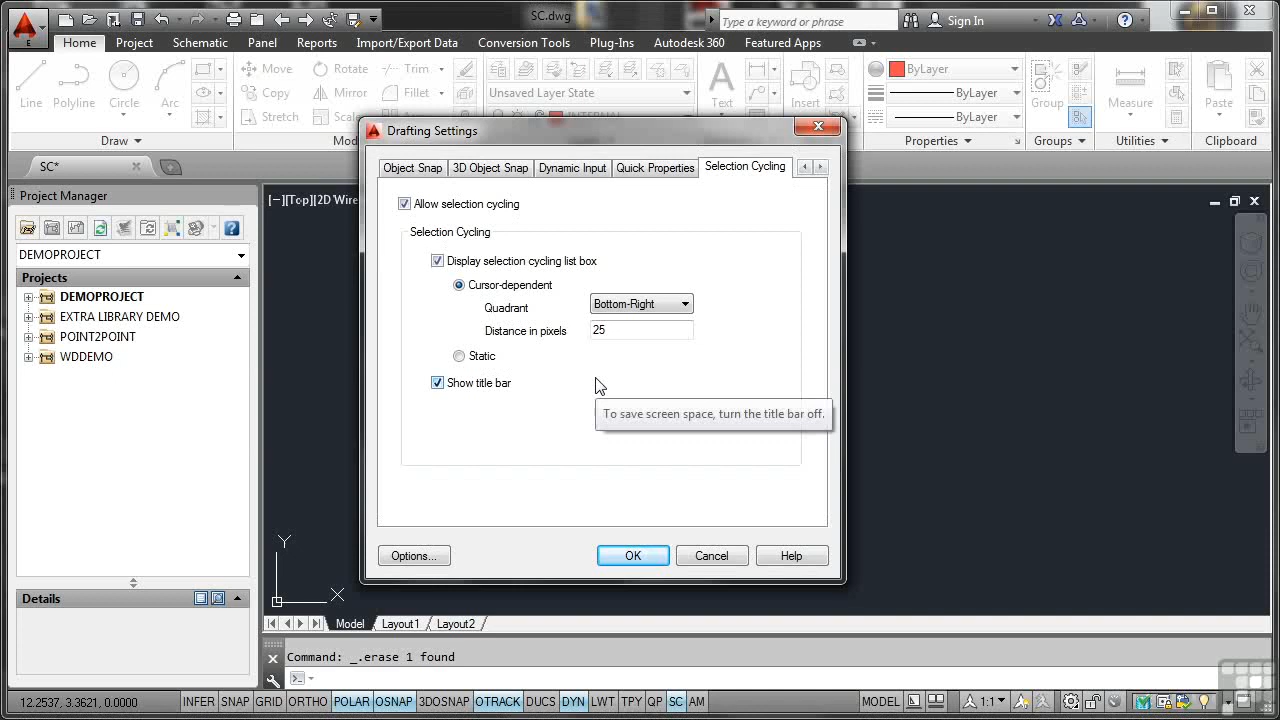 SC.dwg
Type a keyword or phrase
Sign In
E
Home
Project
Schematic
Panel
Reports
Import/Export Data
Conversion Tools
Plug-Ins
Autodesk 360
Featured Apps
Move
Rotate
Trim
ByLayer
Copy
Mirror
Fillet
Unsaved Layer State
ByLayer
Line
Polyline
Circle
Arc
Text
Insert
Group
Measure
Paste
Stretch
INTERNAL
ByLayer
Draw
Properties
Groups
Utilities
Clipboard
SC*
Drafting Settings
Object Snap
3D Object Snap
Dynamic Input
Quick Properties
Selection Cycling
Allow selection cycling
Selection Cycling
Display selection cycling list box
Cursor-dependent
Quadrant
Bottom-Right
Distance in pixels
25
Static
Show title bar
To save screen space, turn the title bar off.
Options...
OK
Cancel
Help
Project Manager
DEMOPROJECT
Projects
DEMOPROJECT
EXTRA LIBRARY DEMO
POINT2POINT
WDDEMO
Details
[−][Top][2D Wire
Y
X
Model
Layout1
Layout2
Command: _.erase 1 found
12.2537, 3.3621, 0.0000
INFER
SNAP
GRID
ORTHO
POLAR
OSNAP
3DOSNAP
OTRACK
DUCS
DYN
LWT
TPY
QP
SC
AM
MODEL
1:1